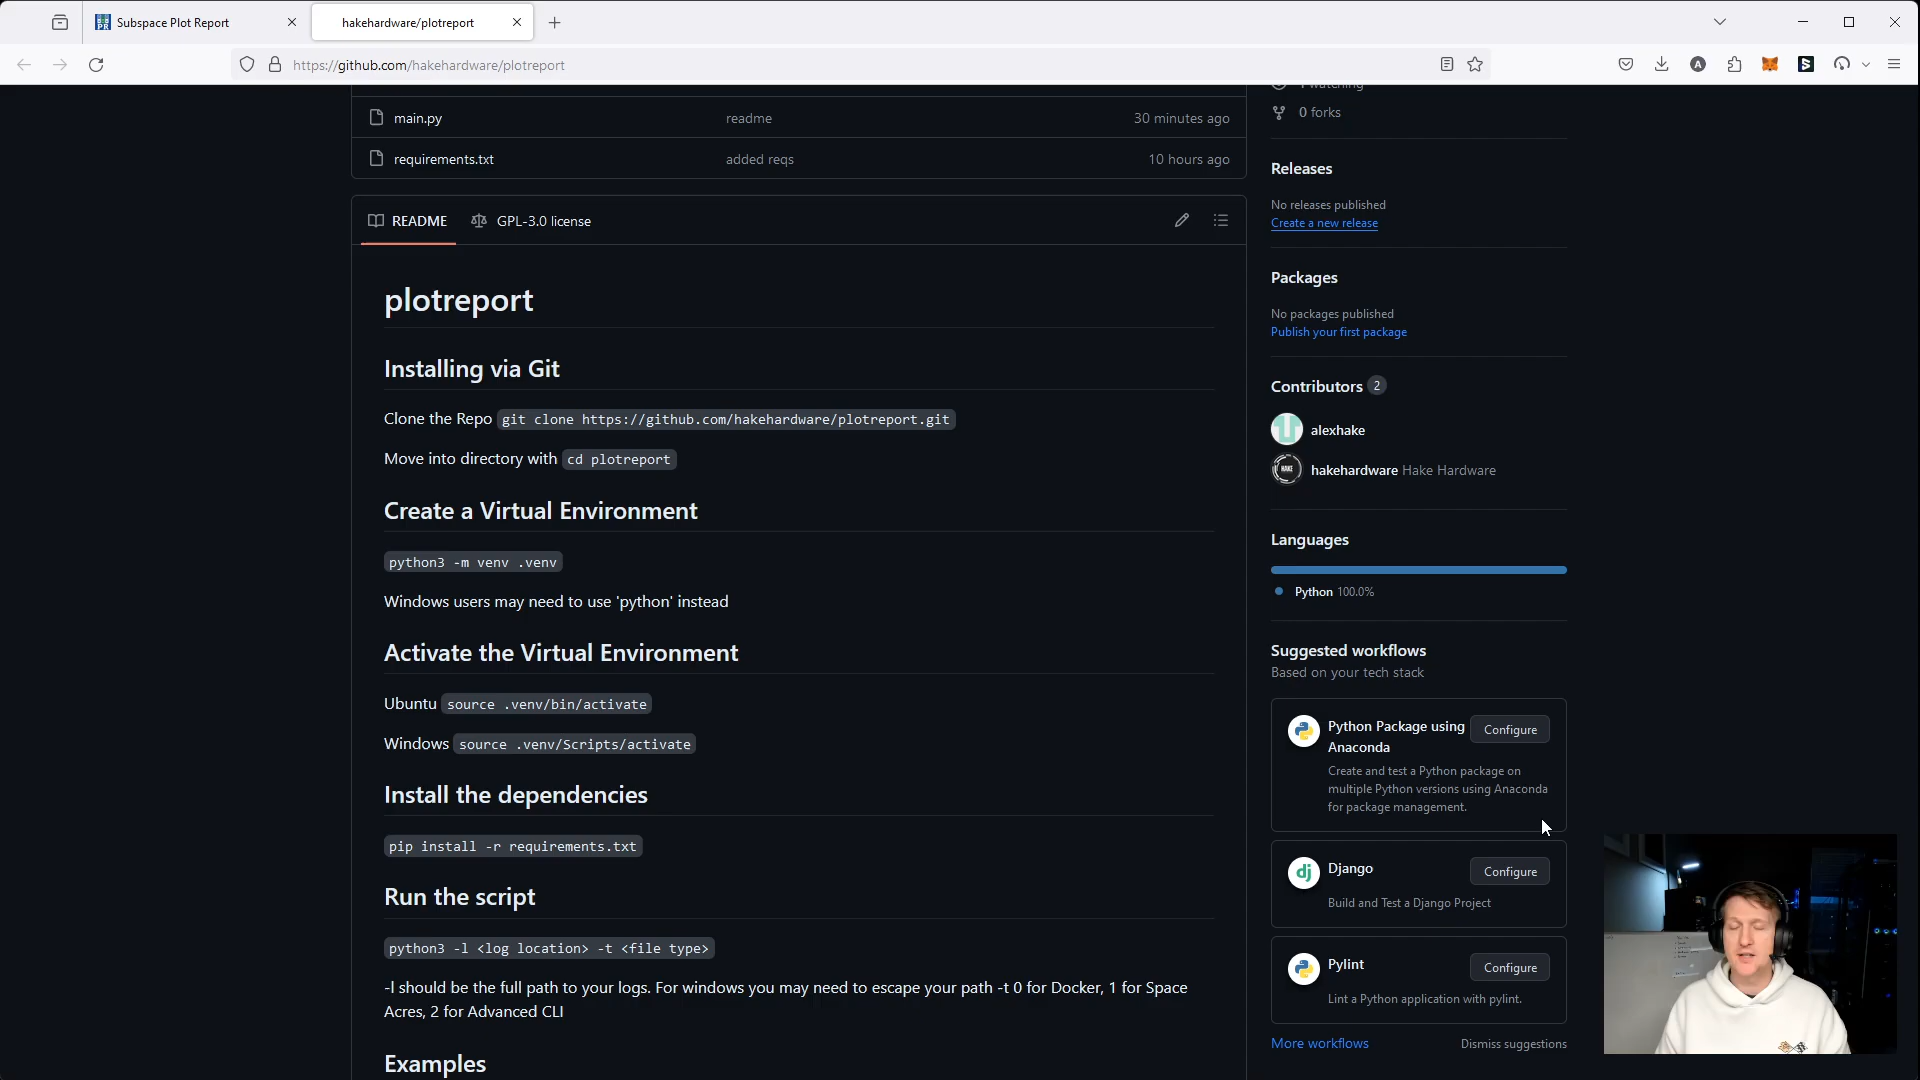 Subspace Plot Report
hakehardware/plotreport
https://github.com/hakehardware/plotreport
main.py readme 30 minutes ago
requirements.txt added reqs 10 hours ago
README GPL-3.0 license
plotreport
Installing via Git
Clone the Repo git clone https://github.com/hakehardware/plotreport.git
Move into directory with cd plotreport
Create a Virtual Environment
python3 -m venv .venv
Windows users may need to use 'python' instead
Activate the Virtual Environment
Ubuntu source .venv/bin/activate
Windows source .venv/Scripts/activate
Install the dependencies
pip install -r requirements.txt
Run the script
python3 -l <log location> -t <file type>
-l should be the full path to your logs. For windows you may need to escape your path -t 0 for Docker, 1 for Space
Acres, 2 for Advanced CLI
Examples
1 watching
0 forks
Releases
No releases published
Create a new release
Packages
No packages published
Publish your first package
Contributors 2
alexhake
hakehardware Hake Hardware
Languages
Python 100.0%
Suggested workflows
Based on your tech stack
Python Package using
Anaconda
Configure
Create and test a Python package on
multiple Python versions using Anaconda
for package management.
Django
Configure
Build and Test a Django Project
Pylint
Configure
Lint a Python application with pylint.
More workflows Dismiss suggestions